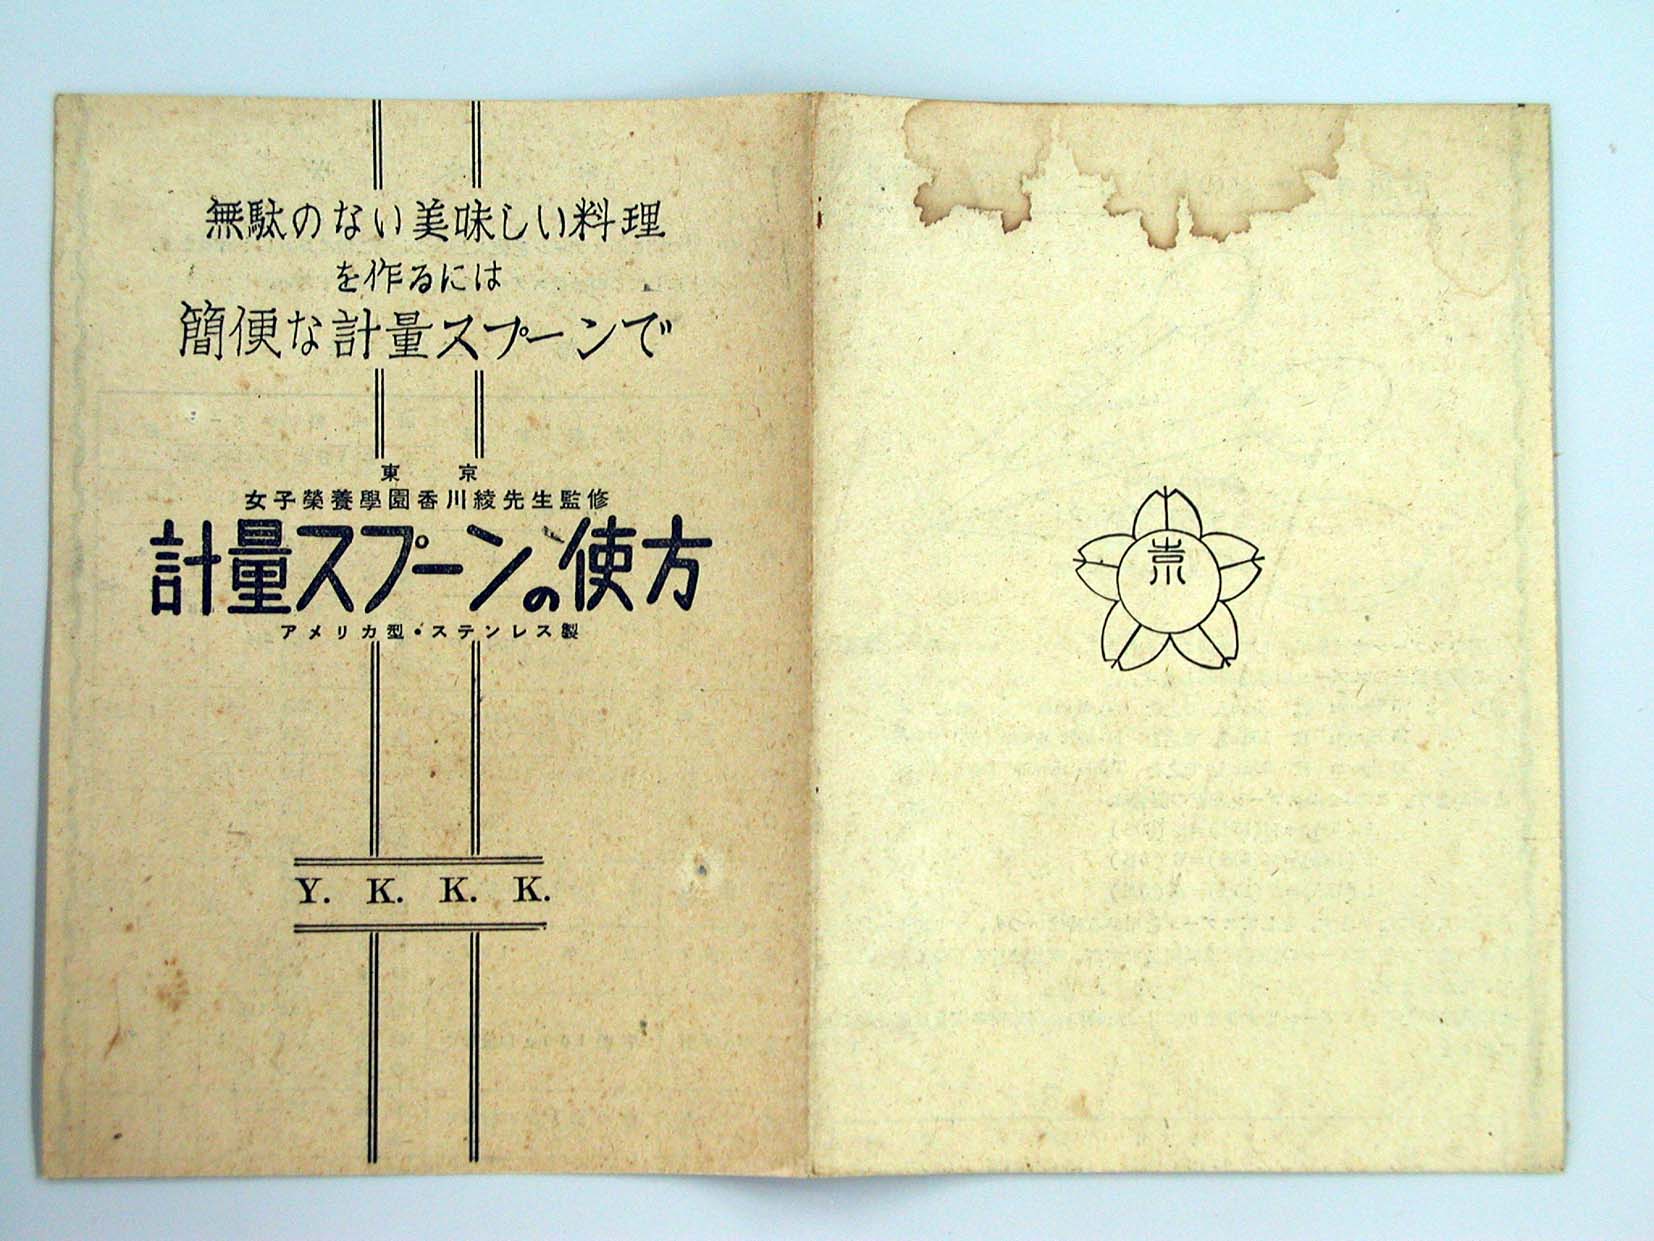 無駄のない美味しい料理
を作るには
簡便な計量スプーンで
東京
女子榮養學園香川綾先生監修
計量スプーンの使方
アメリカ型・ステンレス製
Y. K. K. K.